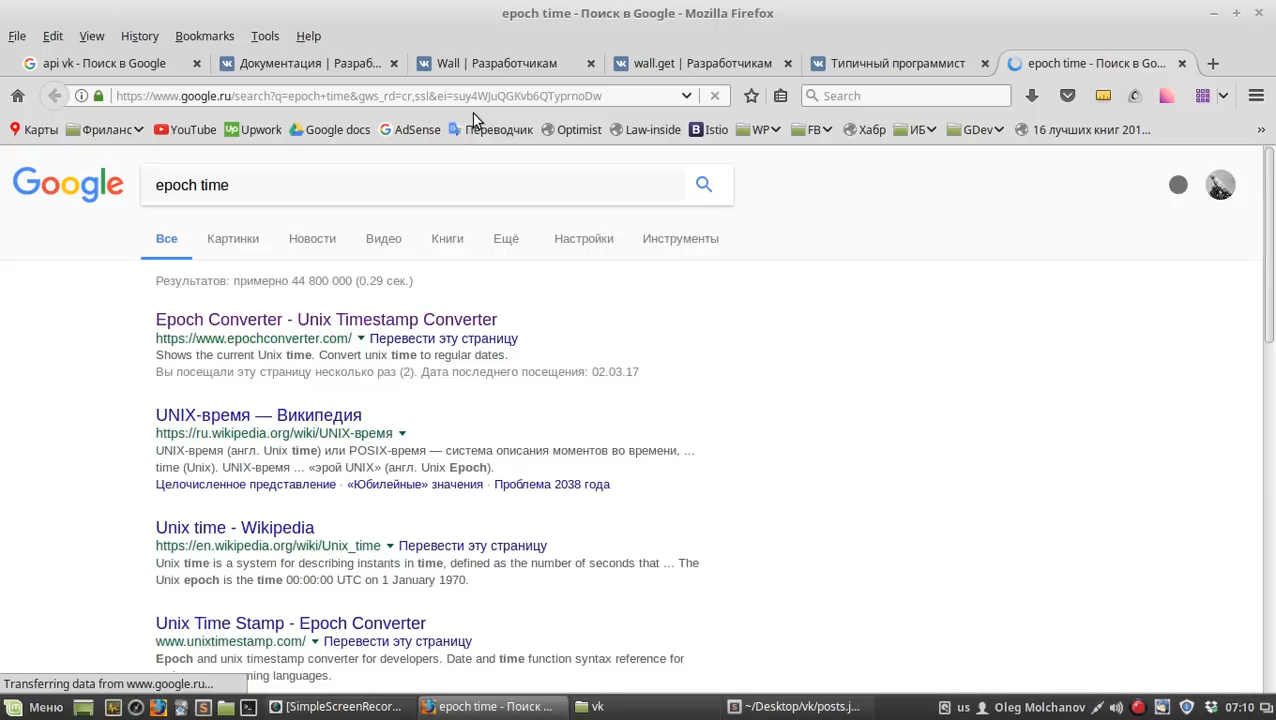 epoch time - Поиск в Google - Mozilla Firefox
File Edit View History Bookmarks Tools Help
api vk - Поиск в Google
Документация | Разраб...
Wall | Разработчикам
wall.get | Разработчикам
Типичный программист
epoch time - Поиск в Go...
https://www.google.ru/search?q=epoch+time&gws_rd=cr,ssl&ei=suy4WJuQGKvb6QTyprnoDw
Search
Карты Фриланс YouTube Upwork Google docs AdSense Переводчик Optimist Law-inside Istio WP FB Хабр ИБ GDev 16 лучших книг 201... »
Google
epoch time
Все Картинки Новости Видео Книги Ещё Настройки Инструменты
Результатов: примерно 44 800 000 (0,29 сек.)
Epoch Converter - Unix Timestamp Converter
https://www.epochconverter.com/ Перевести эту страницу
Shows the current Unix time. Convert unix time to regular dates.
Вы посещали эту страницу несколько раз (2). Дата последнего посещения: 02.03.17
UNIX-время — Википедия
https://ru.wikipedia.org/wiki/UNIX-время
UNIX-время (англ. Unix time) или POSIX-время — система описания моментов во времени, ...
time (Unix). UNIX-время ... «эрой UNIX» (англ. Unix Epoch).
Целочисленное представление · «Юбилейные» значения · Проблема 2038 года
Unix time - Wikipedia
https://en.wikipedia.org/wiki/Unix_time Перевести эту страницу
Unix time is a system for describing instants in time, defined as the number of seconds that ... The
Unix epoch is the time 00:00:00 UTC on 1 January 1970.
Unix Time Stamp - Epoch Converter
www.unixtimestamp.com/ Перевести эту страницу
Epoch and unix timestamp converter for developers. Date and time function syntax reference for
ming languages.
Transferring data from www.google.ru...
Меню
[SimpleScreenRecor...
epoch time - Поиск ...
vk
~/Desktop/vk/posts.j...
us
Oleg Molchanov
07:10